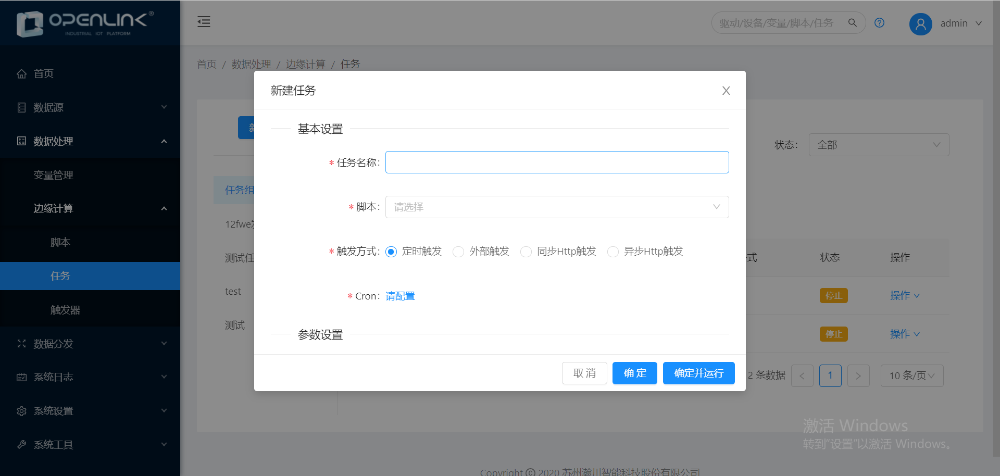 OPENLINK®
INDUSTRIAL IOT PLATFORM
驱动/设备/变量/脚本/任务
admin
首页
数据源
数据处理
变量管理
边缘计算
脚本
任务
触发器
数据分发
系统日志
系统设置
系统工具
首页 / 数据处理 / 边缘计算 / 任务
状态:
全部
任务组
12fwe
测试任
test
测试
新建任务
基本设置
* 任务名称:
* 脚本:
请选择
* 触发方式:
定时触发
外部触发
同步Http触发
异步Http触发
* Cron:
请配置
参数设置
取 消
确 定
确定并运行
式
状态
操作
停止
操作
停止
操作
2 条数据
<
1
>
10 条/页
激活 Windows
转到“设置”以激活 Windows。
Copyright © 2020 苏州瀚川智能科技股份有限公司